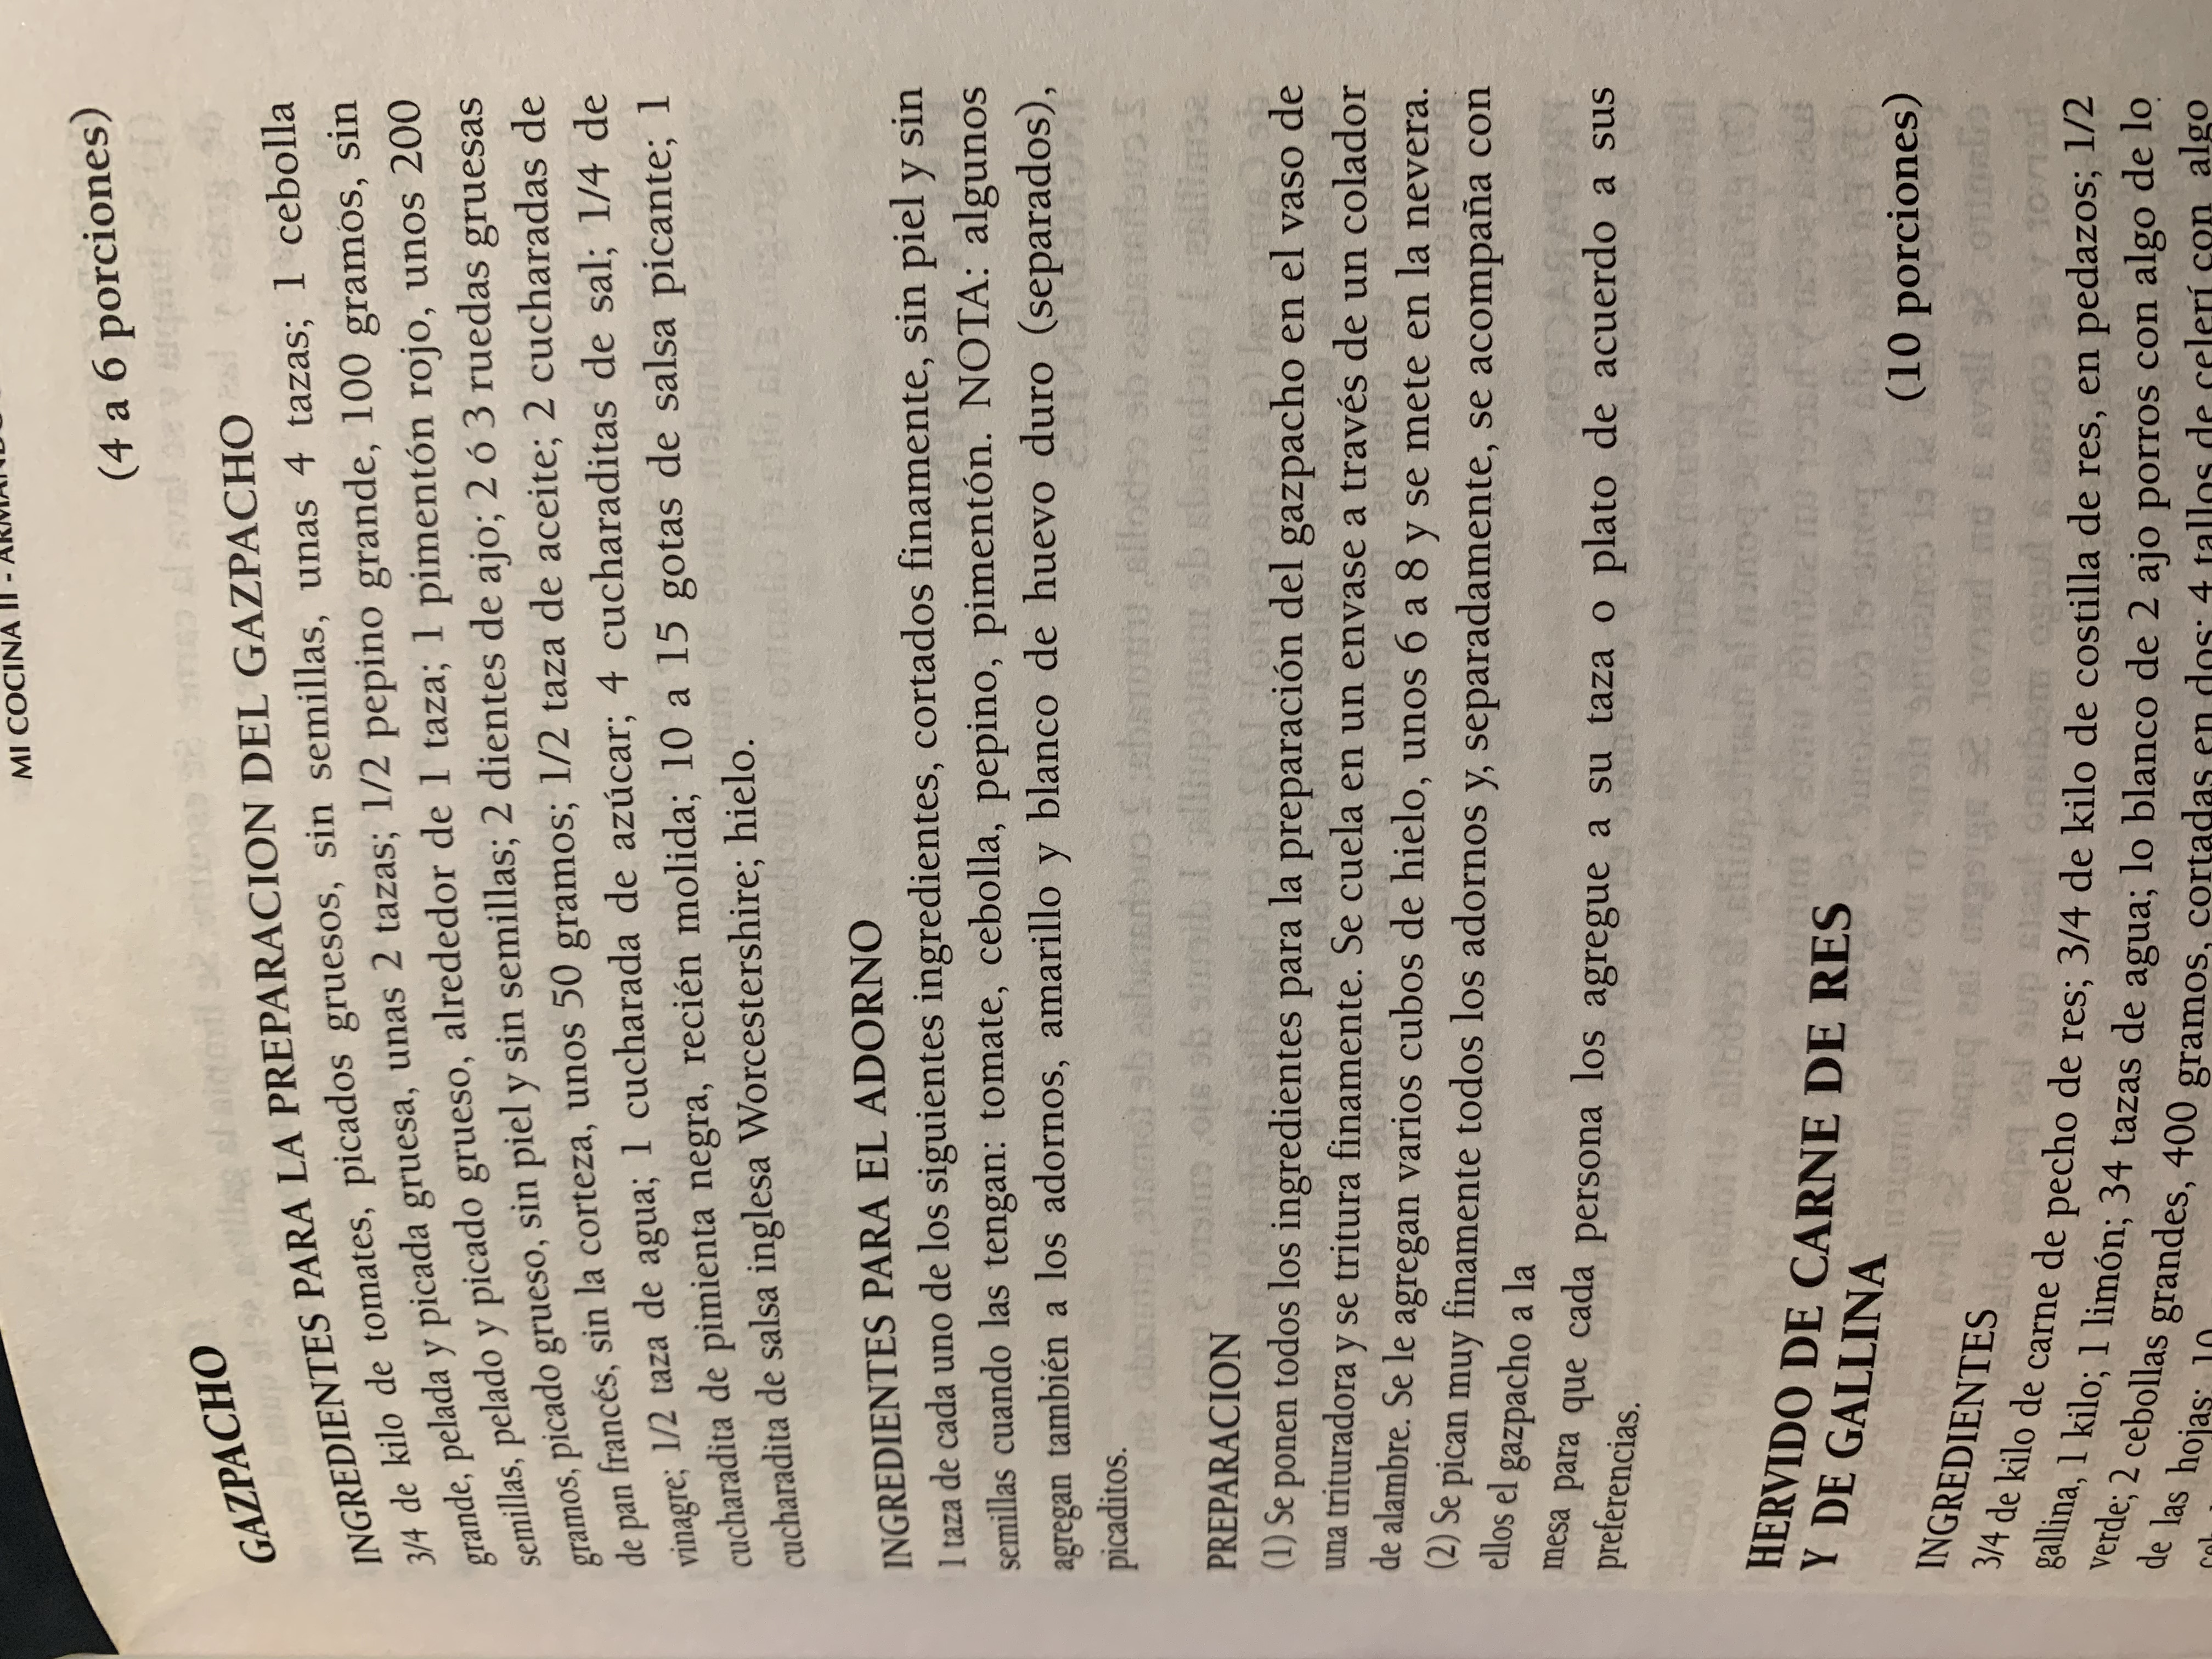 MI COCINA II - ARMANDO
(4 a 6 porciones)
GAZPACHO
INGREDIENTES PARA LA PREPARACION DEL GAZPACHO
3/4 de kilo de tomates, picados gruesos, sin semillas, unas 4 tazas; 1 cebolla
grande, pelada y picada gruesa, unas 2 tazas; 1/2 pepino grande, 100 gramos, sin
semillas, pelado y picado grueso, alrededor de 1 taza; 1 pimentón rojo, unos 200
gramos, picado grueso, sin piel y sin semillas; 2 dientes de ajo; 2 ó 3 ruedas gruesas
de pan francés, sin la corteza, unos 50 gramos; 1/2 taza de aceite; 2 cucharadas de
vinagre; 1/2 taza de agua; 1 cucharada de azúcar; 4 cucharaditas de sal; 1/4 de
cucharadita de pimienta negra, recién molida; 10 a 15 gotas de salsa picante; 1
cucharadita de salsa inglesa Worcestershire; hielo.
INGREDIENTES PARA EL ADORNO
1 taza de cada uno de los siguientes ingredientes, cortados finamente, sin piel y sin
semillas cuando las tengan: tomate, cebolla, pepino, pimentón. NOTA: algunos
agregan también a los adornos, amarillo y blanco de huevo duro (separados),
picaditos.
PREPARACION
(1) Se ponen todos los ingredientes para la preparación del gazpacho en el vaso de
una trituradora y se tritura finamente. Se cuela en un envase a través de un colador
de alambre. Se le agregan varios cubos de hielo, unos 6 a 8 y se mete en la nevera.
(2) Se pican muy finamente todos los adornos y, separadamente, se acompaña con
ellos el gazpacho a la
mesa para que cada persona los agregue a su taza o plato de acuerdo a sus
preferencias.
HERVIDO DE CARNE DE RES
Y DE GALLINA
(10 porciones)
INGREDIENTES
3/4 de kilo de carne de pecho de res; 3/4 de kilo de costilla de res, en pedazos; 1/2
gallina, 1 kilo; 1 limón; 34 tazas de agua; lo blanco de 2 ajo porros con algo de lo
verde; 2 cebollas grandes, 400 gramos, cortadas en dos; 4 tallos de celerí con algo
de las hojas; 10